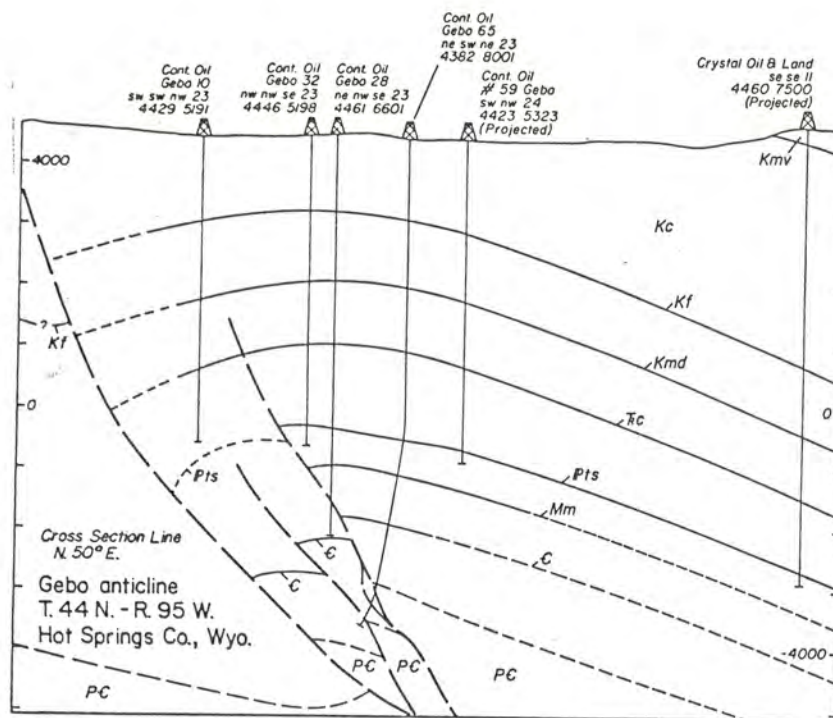 Cont. Oil
Gebo 65
ne sw ne 23
4382 8001
Cont. Oil
Gebo 10
sw sw nw 23
4429 5191
Cont. Oil
Gebo 32
nw nw se 23
4446 5198
Cont. Oil
Gebo 28
ne nw se 23
4461 6601
Cont. Oil
# 59 Gebo
sw nw 24
4423 5323
(Projected)
Crystal Oil & Land
se se 11
4460 7500
(Projected)
4000
Kmv
Kc
Kf
?
Kf
Kmd
0
0
Ŧc
Pts
Pts
Mm
Є
Є
Є
Cross Section Line
N. 50° E.
Gebo anticline
T. 44 N. - R. 95 W.
Hot Springs Co., Wyo.
-4000
PЄ
PЄ
PЄ
PЄ